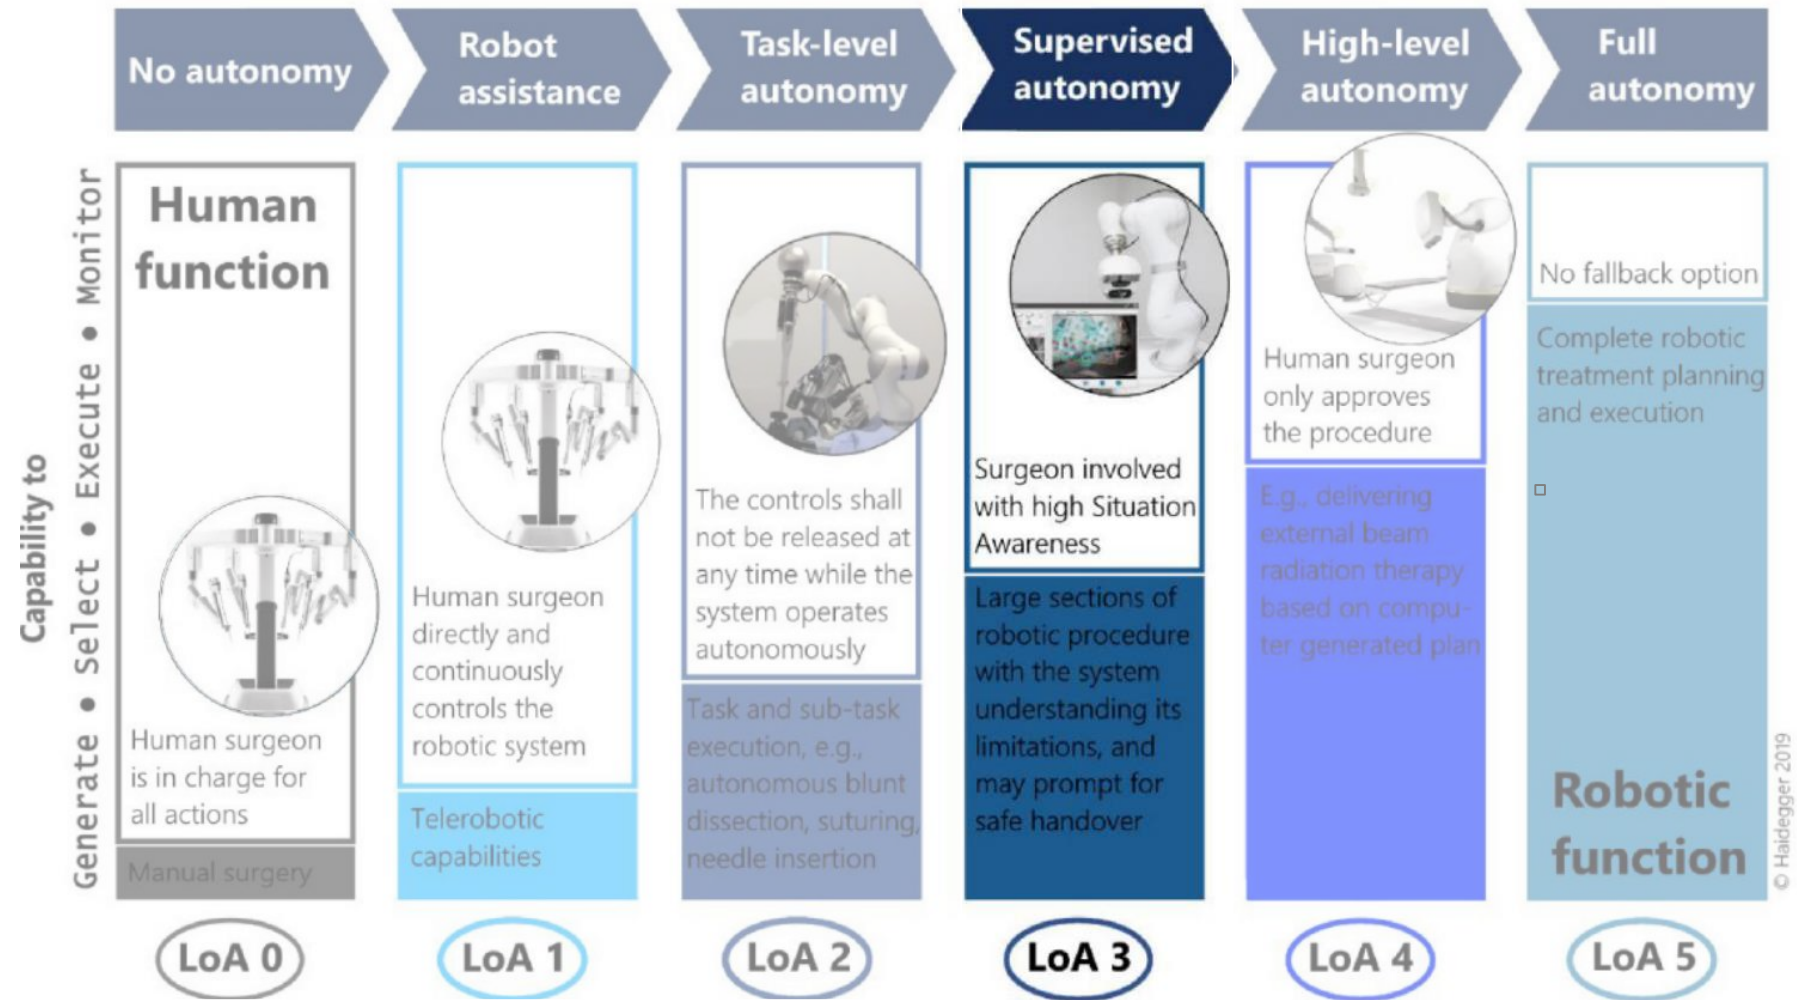 No autonomy
Robot
assistance
Task-level
autonomy
Supervised
autonomy
High-level
autonomy
Full
autonomy
Capability to
Generate • Select • Execute • Monitor
Human
function
Human surgeon
is in charge for
all actions
Manual surgery
LoA 0
Human surgeon
directly and
continuously
controls the
robotic system
Telerobotic
capabilities
LoA 1
The controls shall
not be released at
any time while the
system operates
autonomously
Task and sub-task
execution, e.g.,
autonomous blunt
dissection, suturing,
needle insertion
LoA 2
Surgeon involved
with high Situation
Awareness
Large sections of
robotic procedure
with the system
understanding its
limitations, and
may prompt for
safe handover
LoA 3
Human surgeon
only approves
the procedure
E.g., delivering
external beam
radiation therapy
based on compu-
ter generated plan
LoA 4
No fallback option
Complete robotic
treatment planning
and execution
Robotic
function
LoA 5
© Haidegger 2019